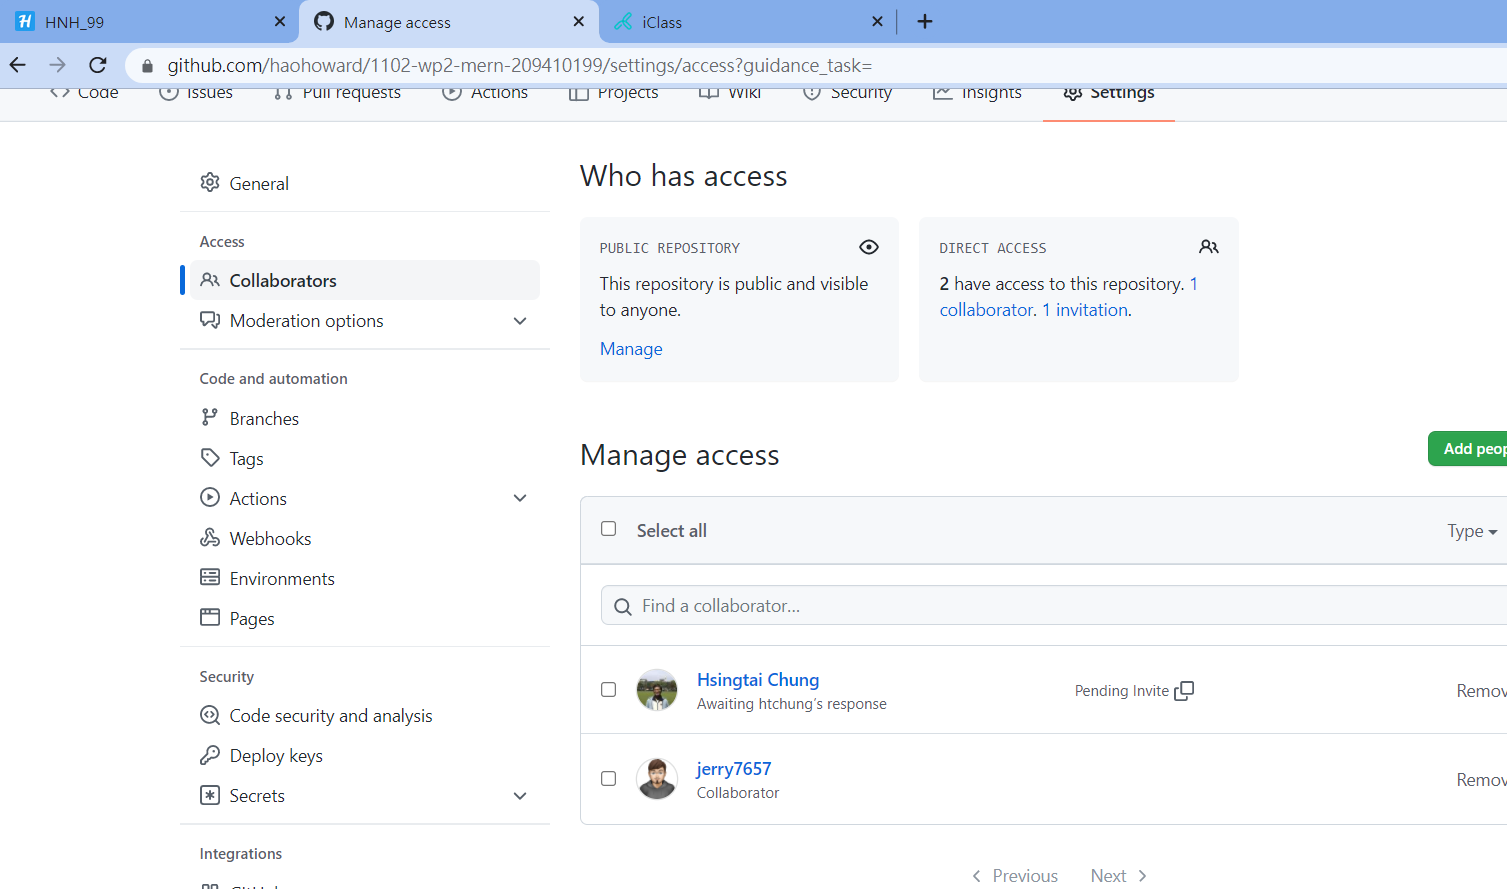 HNH_99
Manage access
iClass
github.com/haohoward/1102-wp2-mern-209410199/settings/access?guidance_task=
Code
Issues
Pull requests
Actions
Projects
Wiki
Security
Insights
Settings
General
Access
Collaborators
Moderation options
Code and automation
Branches
Tags
Actions
Webhooks
Environments
Pages
Security
Code security and analysis
Deploy keys
Secrets
Integrations
Who has access
PUBLIC REPOSITORY
This repository is public and visible
to anyone.
Manage
DIRECT ACCESS
2 have access to this repository. 1
collaborator. 1 invitation.
Manage access
Add peop
Select all
Type
Find a collaborator...
Hsingtai Chung
Awaiting htchung’s response
Pending Invite
Remov
jerry7657
Collaborator
Remov
Previous
Next